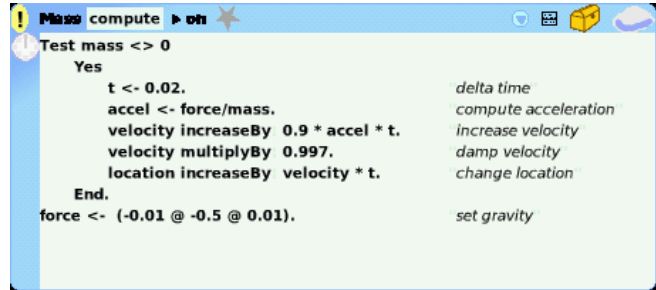 ! Mass compute ▶ on
Test mass <> 0
Yes
t <- 0.02. "delta time"
accel <- force/mass. "compute acceleration"
velocity increaseBy: 0.9 * accel * t. "increase velocity"
velocity multiplyBy: 0.997. "damp velocity"
location increaseBy: velocity * t. "change location"
End.
force <- (-0.01 @ -0.5 @ 0.01). "set gravity"